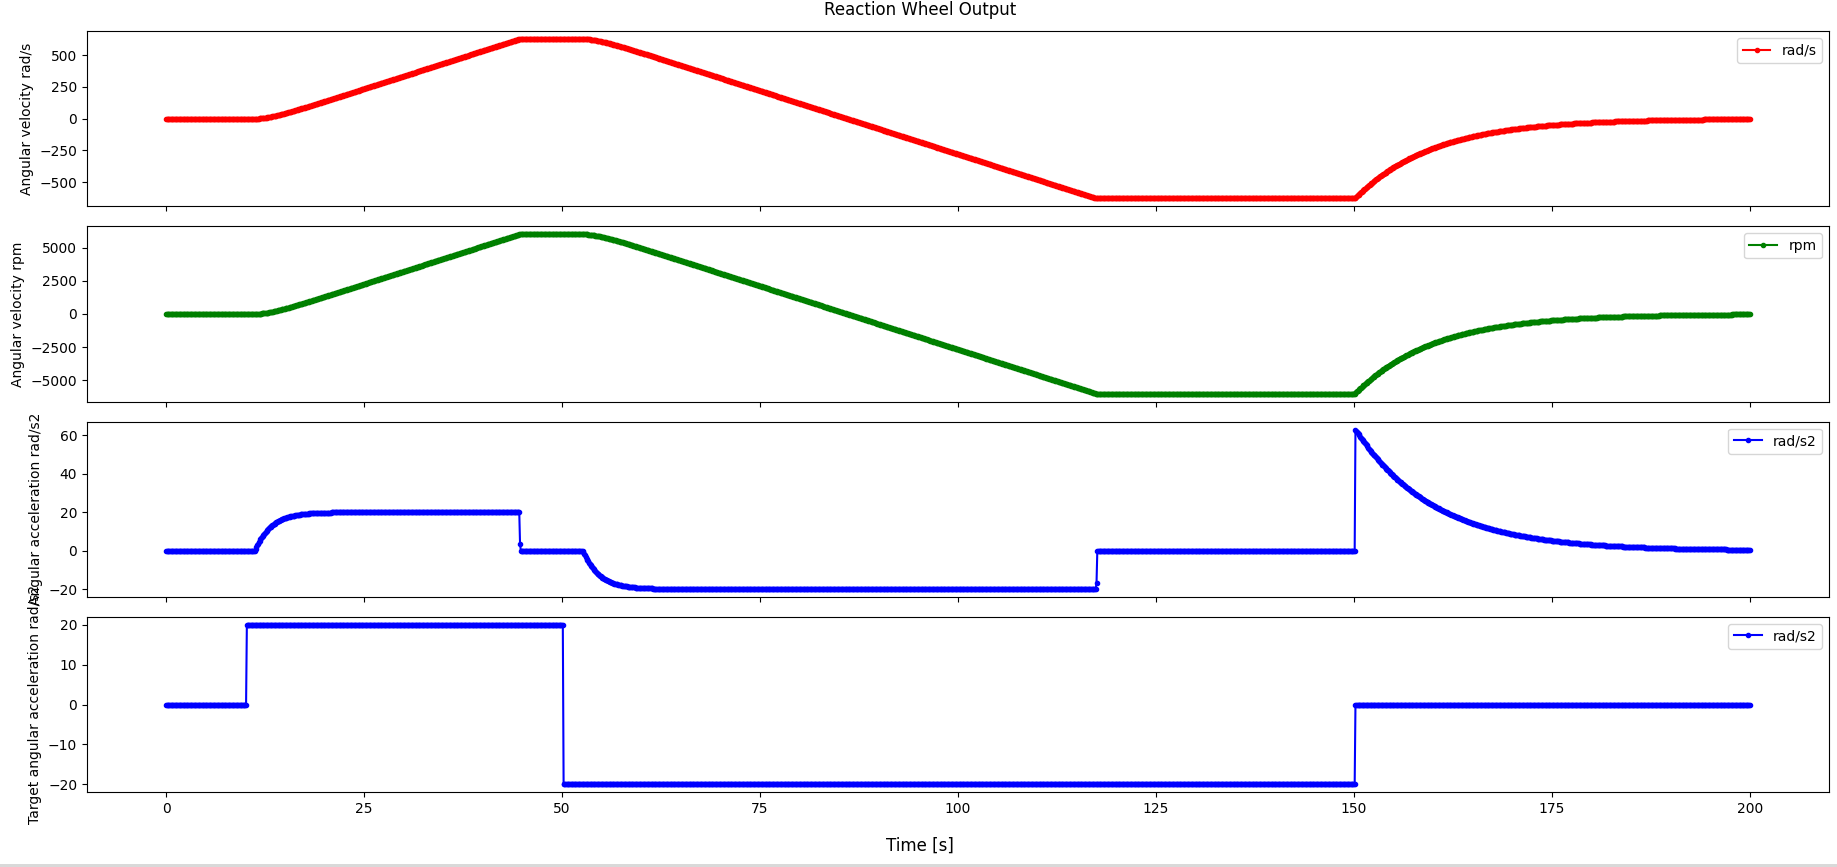 Reaction Wheel Output
Angular velocity rad/s
500
250
0
−250
−500
rad/s
Angular velocity rpm
5000
2500
0
−2500
−5000
rpm
Angular acceleration rad/s2
60
40
20
0
−20
rad/s2
Target angular acceleration rad/s2
20
10
0
−10
−20
rad/s2
0 25 50 75 100 125 150 175 200
Time [s]